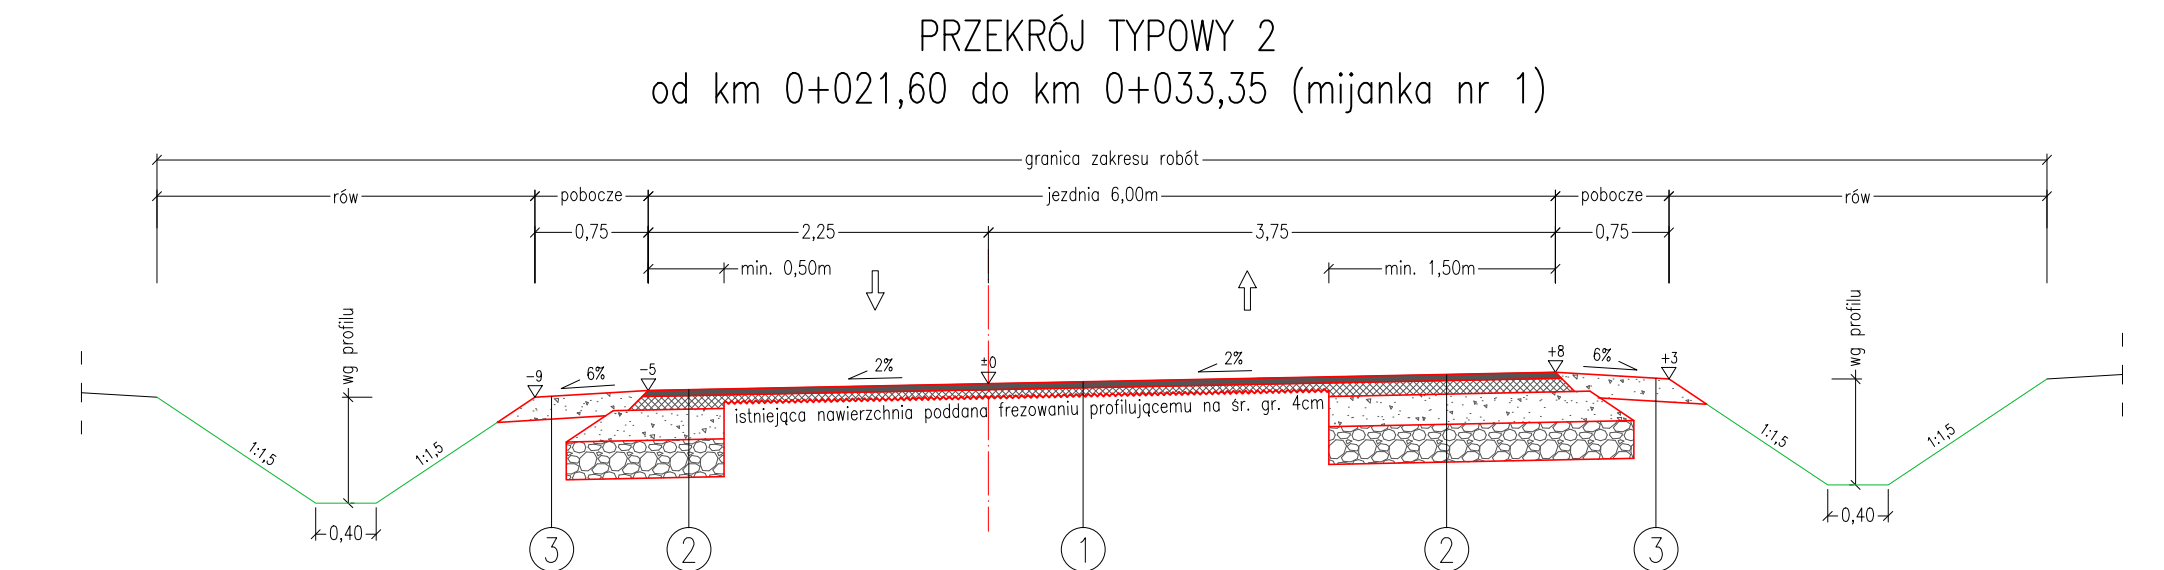 PRZEKRÓJ TYPOWY 2
od km 0+021,60 do km 0+033,35 (mijanka nr 1)
granica zakresu robót
rów pobocze jezdnia 6,00m pobocze rów
0,75 2,25 3,75 0,75
min. 0,50m min. 1,50m
wg profilu wg profilu
-9 6% -5 2% ±0 2% +8 6% +3
istniejąca nawierzchnia poddana frezowaniu profilującemu na śr. gr. 4cm
1:1,5 1:1,5 1:1,5 1:1,5
0,40 0,40
3 2 1 2 3